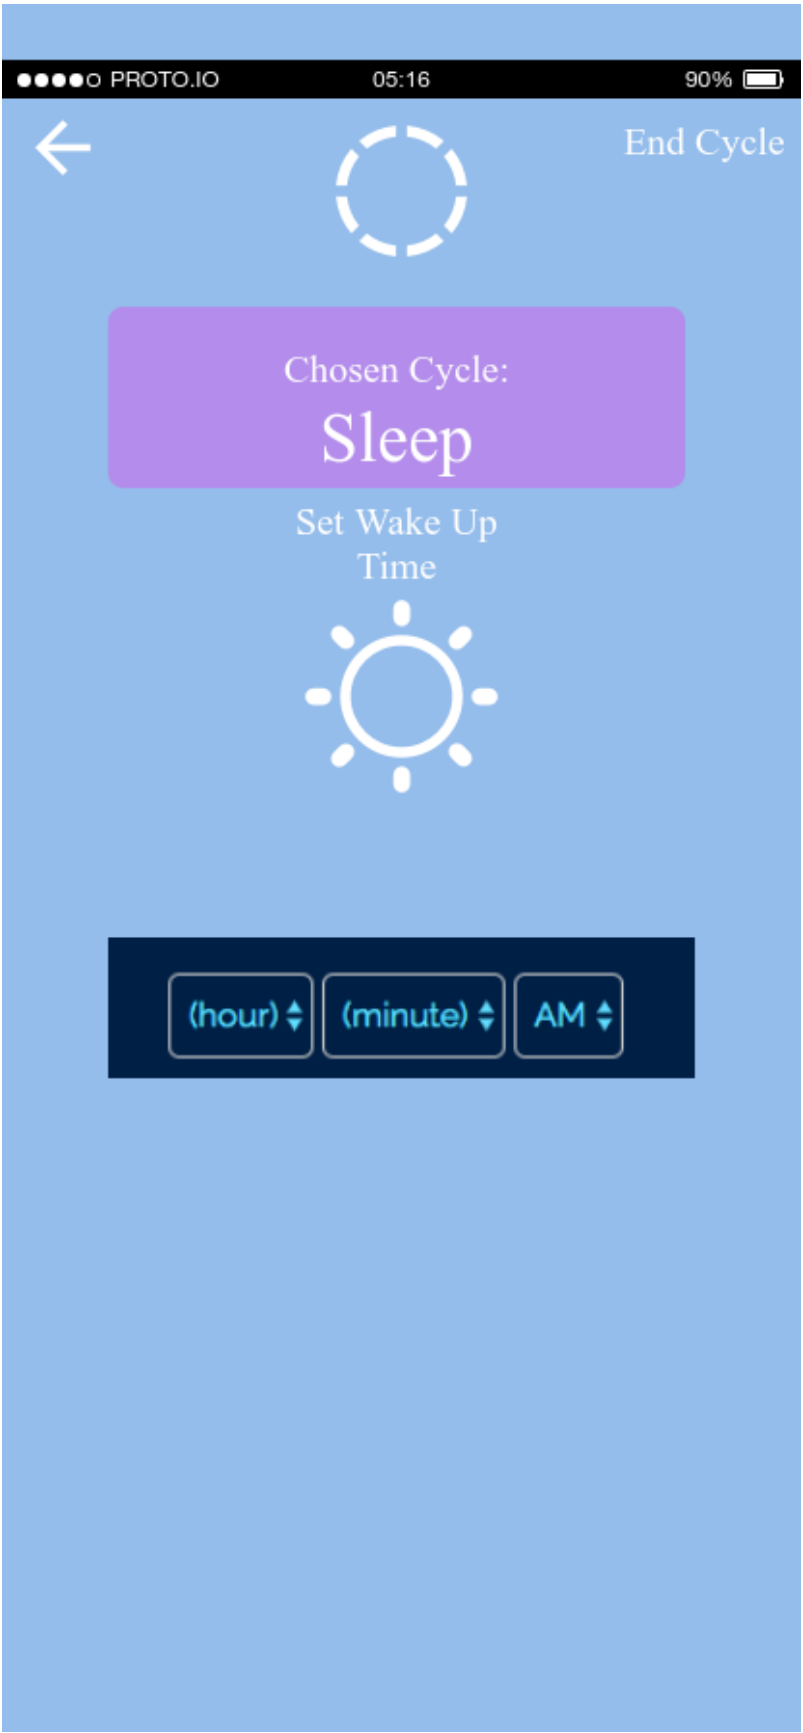 PROTO.IO 05:16 90%
End Cycle
Chosen Cycle:
Sleep
Set Wake Up
Time
(hour) (minute) AM